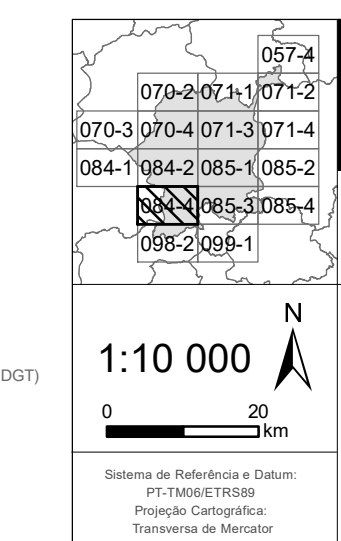 057-4
070-2 071-1 071-2
070-3 070-4 071-3 071-4
084-1 084-2 085-1 085-2
084-4 085-3 085-4
098-2 099-1
N
1:10 000
DGT)
0 20
km
Sistema de Referência e Datum:
PT-TM06/ETRS89
Projeção Cartográfica:
Transversa de Mercator